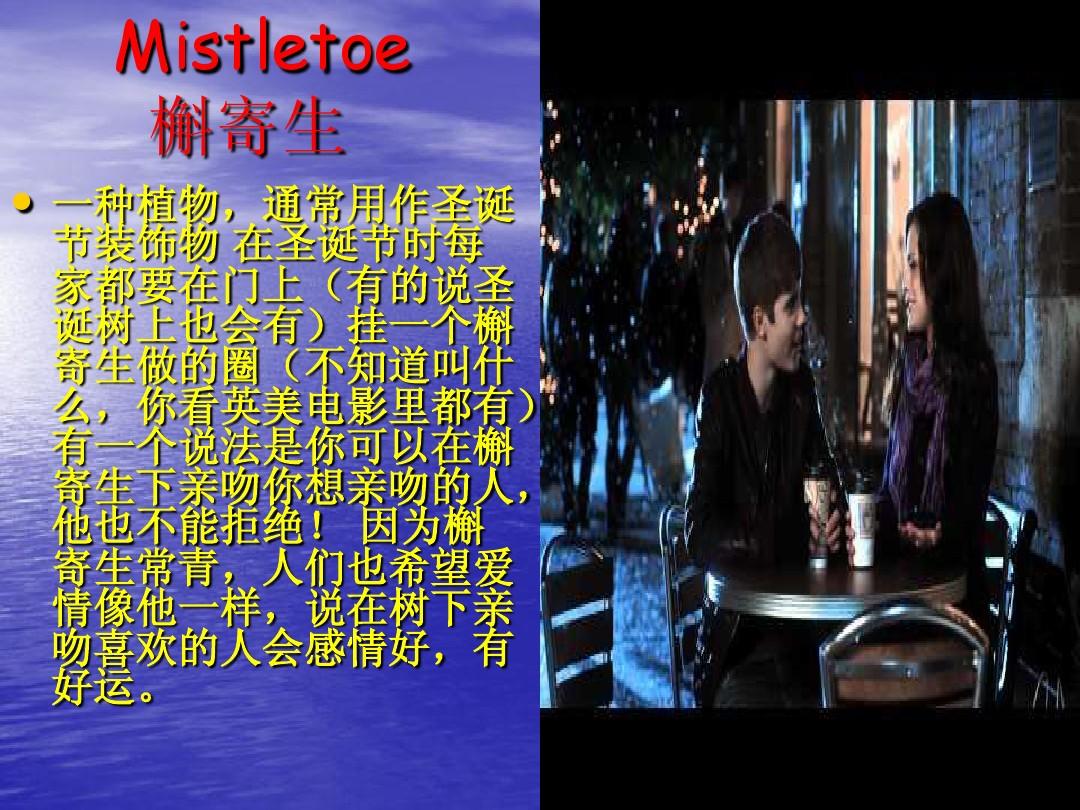 Mistletoe
槲寄生
• 一种植物，通常用作圣诞
节装饰物 在圣诞节时每
家都要在门上（有的说圣
诞树上也会有）挂一个槲
寄生做的圈（不知道叫什
么，你看英美电影里都有）
有一个说法是你可以在槲
寄生下亲吻你想亲吻的人，
他也不能拒绝！ 因为槲
寄生常青，人们也希望爱
情像他一样，说在树下亲
吻喜欢的人会感情好，有
好运。